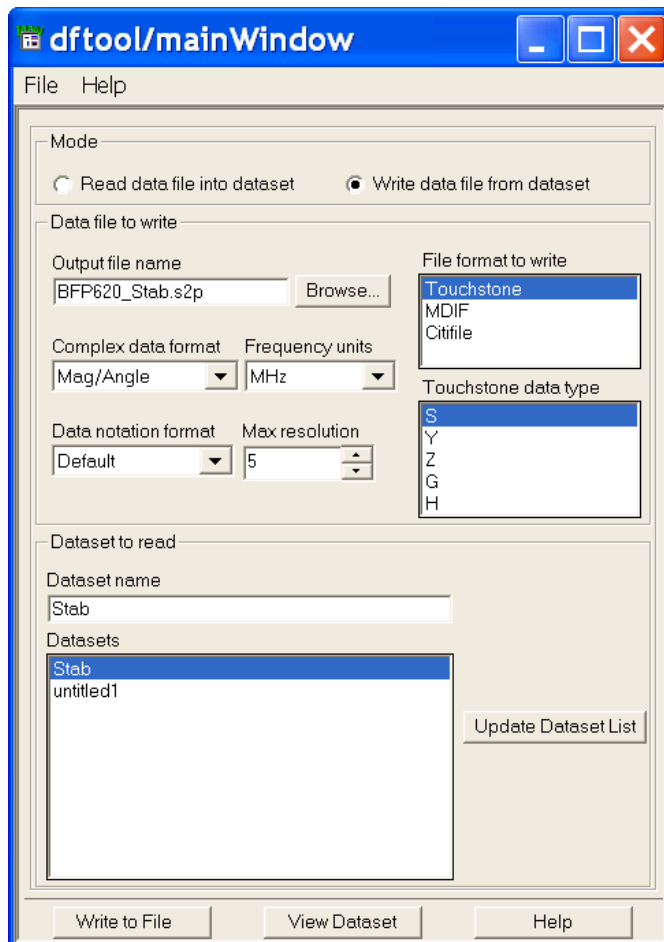 dftool/mainWindow
File Help
Mode
Read data file into dataset Write data file from dataset
Data file to write
Output file name
BFP620_Stab.s2p Browse...
File format to write
Touchstone
MDIF
Citifile
Complex data format Frequency units
Mag/Angle MHz
Touchstone data type
S
Y
Z
G
H
Data notation format Max resolution
Default 5
Dataset to read
Dataset name
Stab
Datasets
Stab
untitled1
Update Dataset List
Write to File View Dataset Help